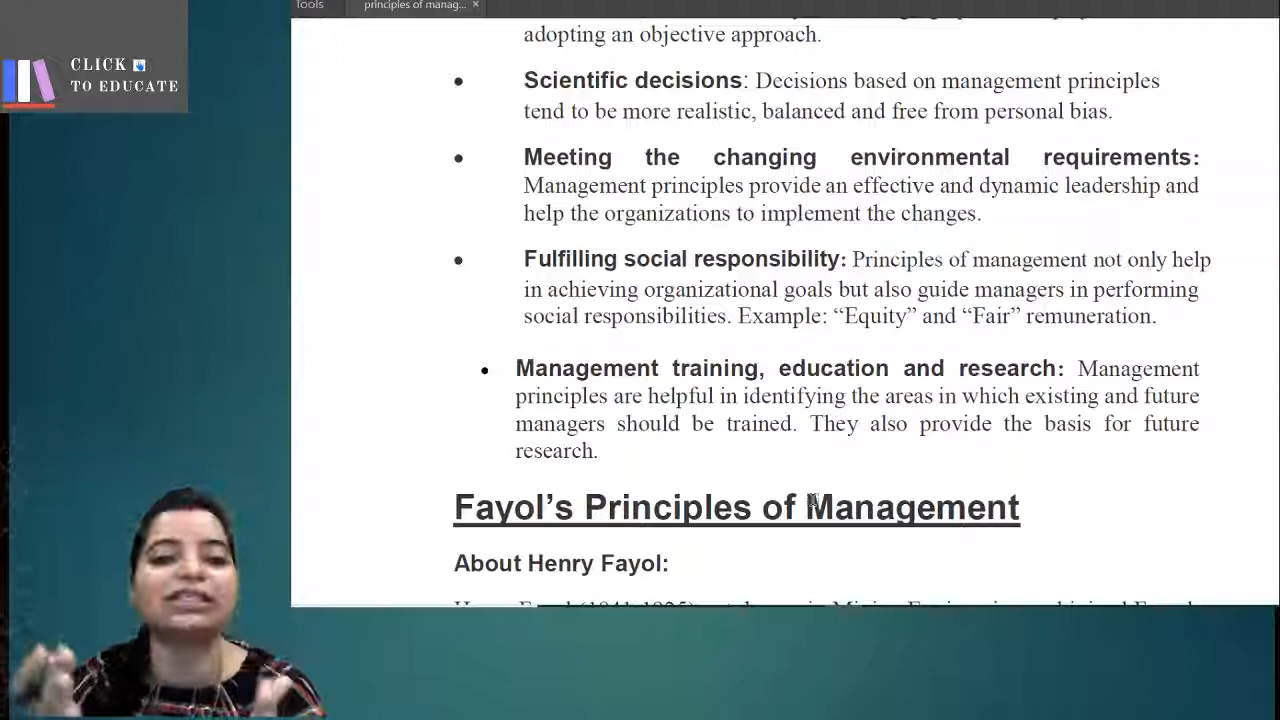 Tools
principles of manag... ×
CLICK
TO EDUCATE
adopting an objective approach.
• Scientific decisions: Decisions based on management principles
tend to be more realistic, balanced and free from personal bias.
• Meeting the changing environmental requirements:
Management principles provide an effective and dynamic leadership and
help the organizations to implement the changes.
• Fulfilling social responsibility: Principles of management not only help
in achieving organizational goals but also guide managers in performing
social responsibilities. Example: “Equity” and “Fair” remuneration.
• Management training, education and research: Management
principles are helpful in identifying the areas in which existing and future
managers should be trained. They also provide the basis for future
research.
Fayol’s Principles of Management
About Henry Fayol: